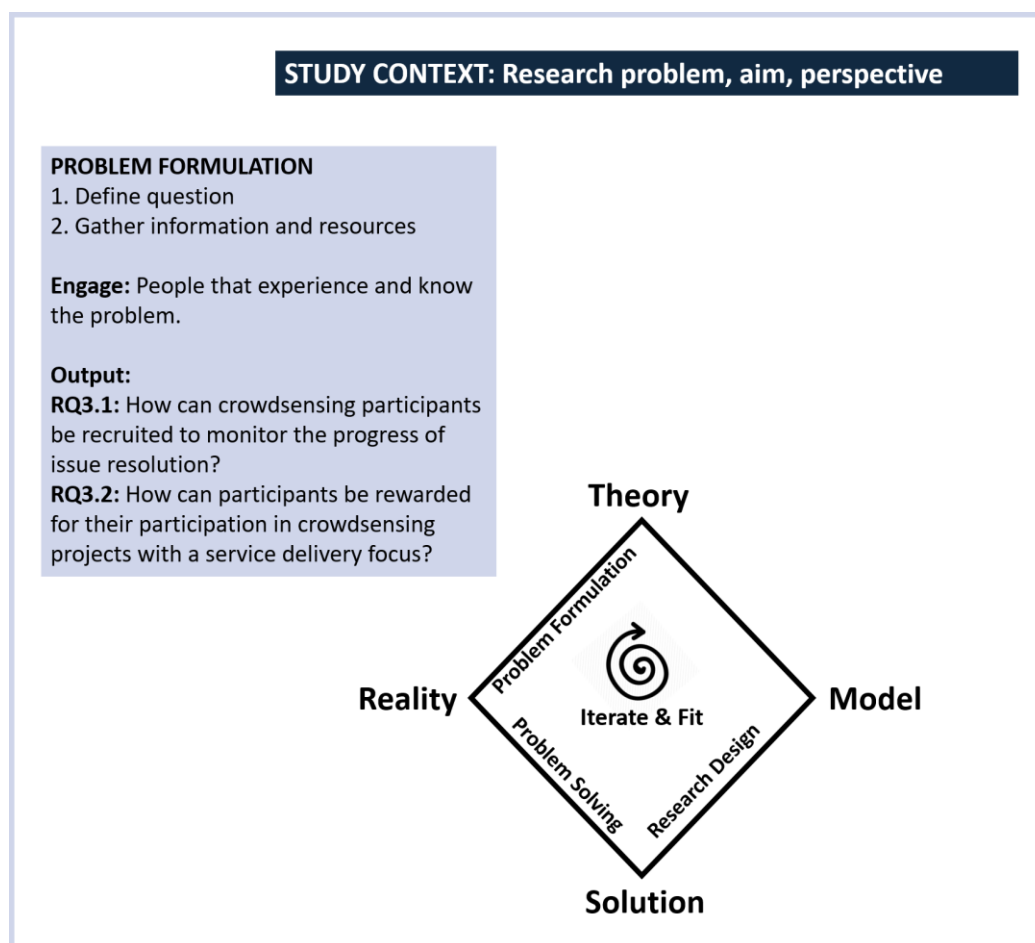 STUDY CONTEXT: Research problem, aim, perspective
PROBLEM FORMULATION
1. Define question
2. Gather information and resources
Engage: People that experience and know
the problem.
Output:
RQ3.1: How can crowdsensing participants
be recruited to monitor the progress of
issue resolution?
RQ3.2: How can participants be rewarded
for their participation in crowdsensing
projects with a service delivery focus?
Theory
Problem Formulation
Reality
Iterate & Fit
Model
Problem Solving
Research Design
Solution